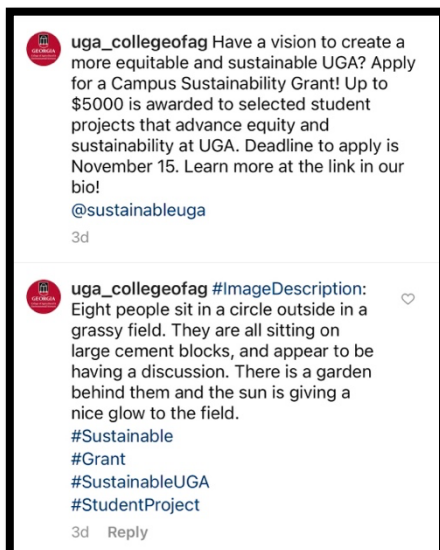 uga_collegeofag Have a vision to create a
more equitable and sustainable UGA? Apply
for a Campus Sustainability Grant! Up to
$5000 is awarded to selected student
projects that advance equity and
sustainability at UGA. Deadline to apply is
November 15. Learn more at the link in our
bio!
@sustainableuga
3d
uga_collegeofag #ImageDescription:
Eight people sit in a circle outside in a
grassy field. They are all sitting on
large cement blocks, and appear to be
having a discussion. There is a garden
behind them and the sun is giving a
nice glow to the field.
#Sustainable
#Grant
#SustainableUGA
#StudentProject
3d Reply